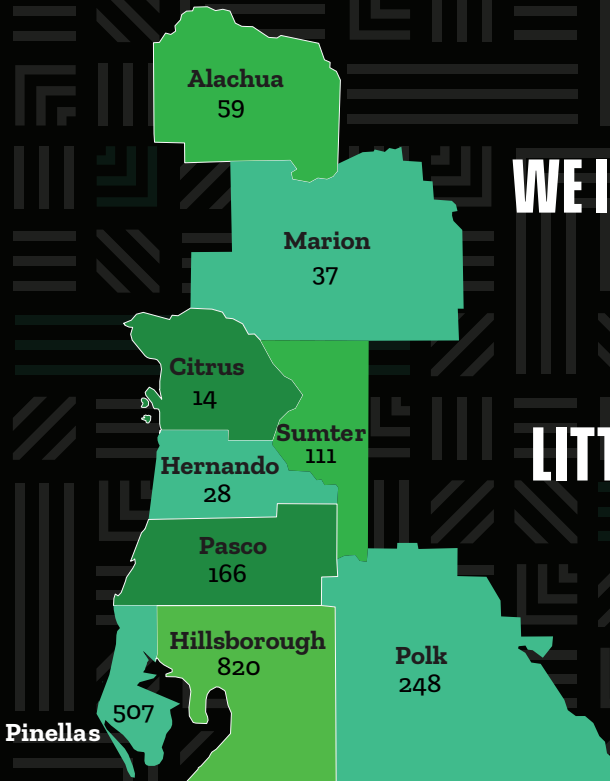 Alachua
59
WE I
Marion
37
Citrus
14
Sumter
111
LITT
Hernando
28
Pasco
166
Hillsborough
820
Polk
248
507
Pinellas